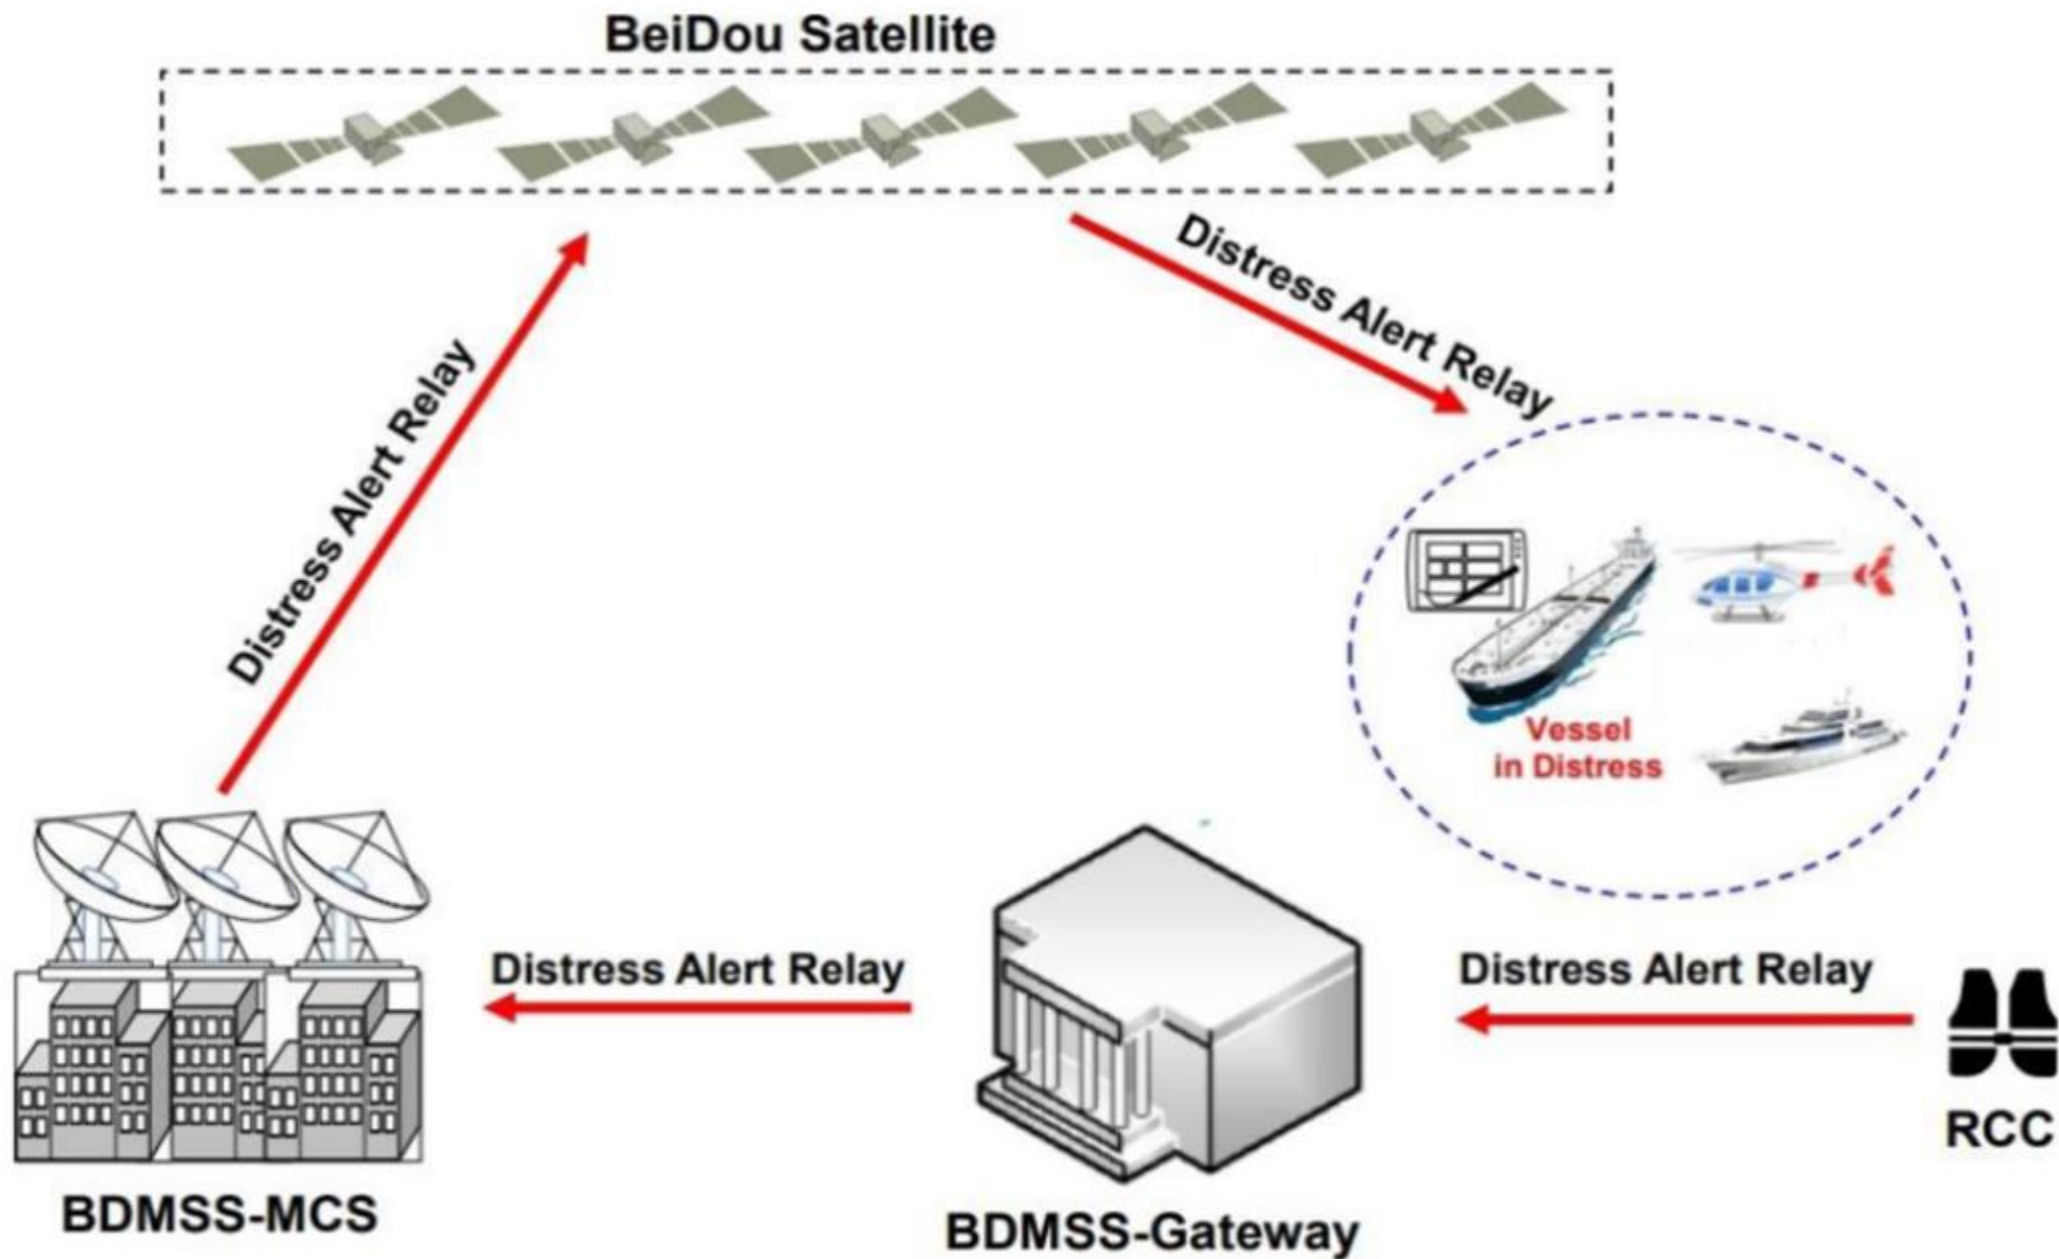 BeiDou Satellite
Distress Alert Relay
Distress Alert Relay
Vessel
in Distress
Distress Alert Relay
Distress Alert Relay
RCC
BDMSS-MCS
BDMSS-Gateway